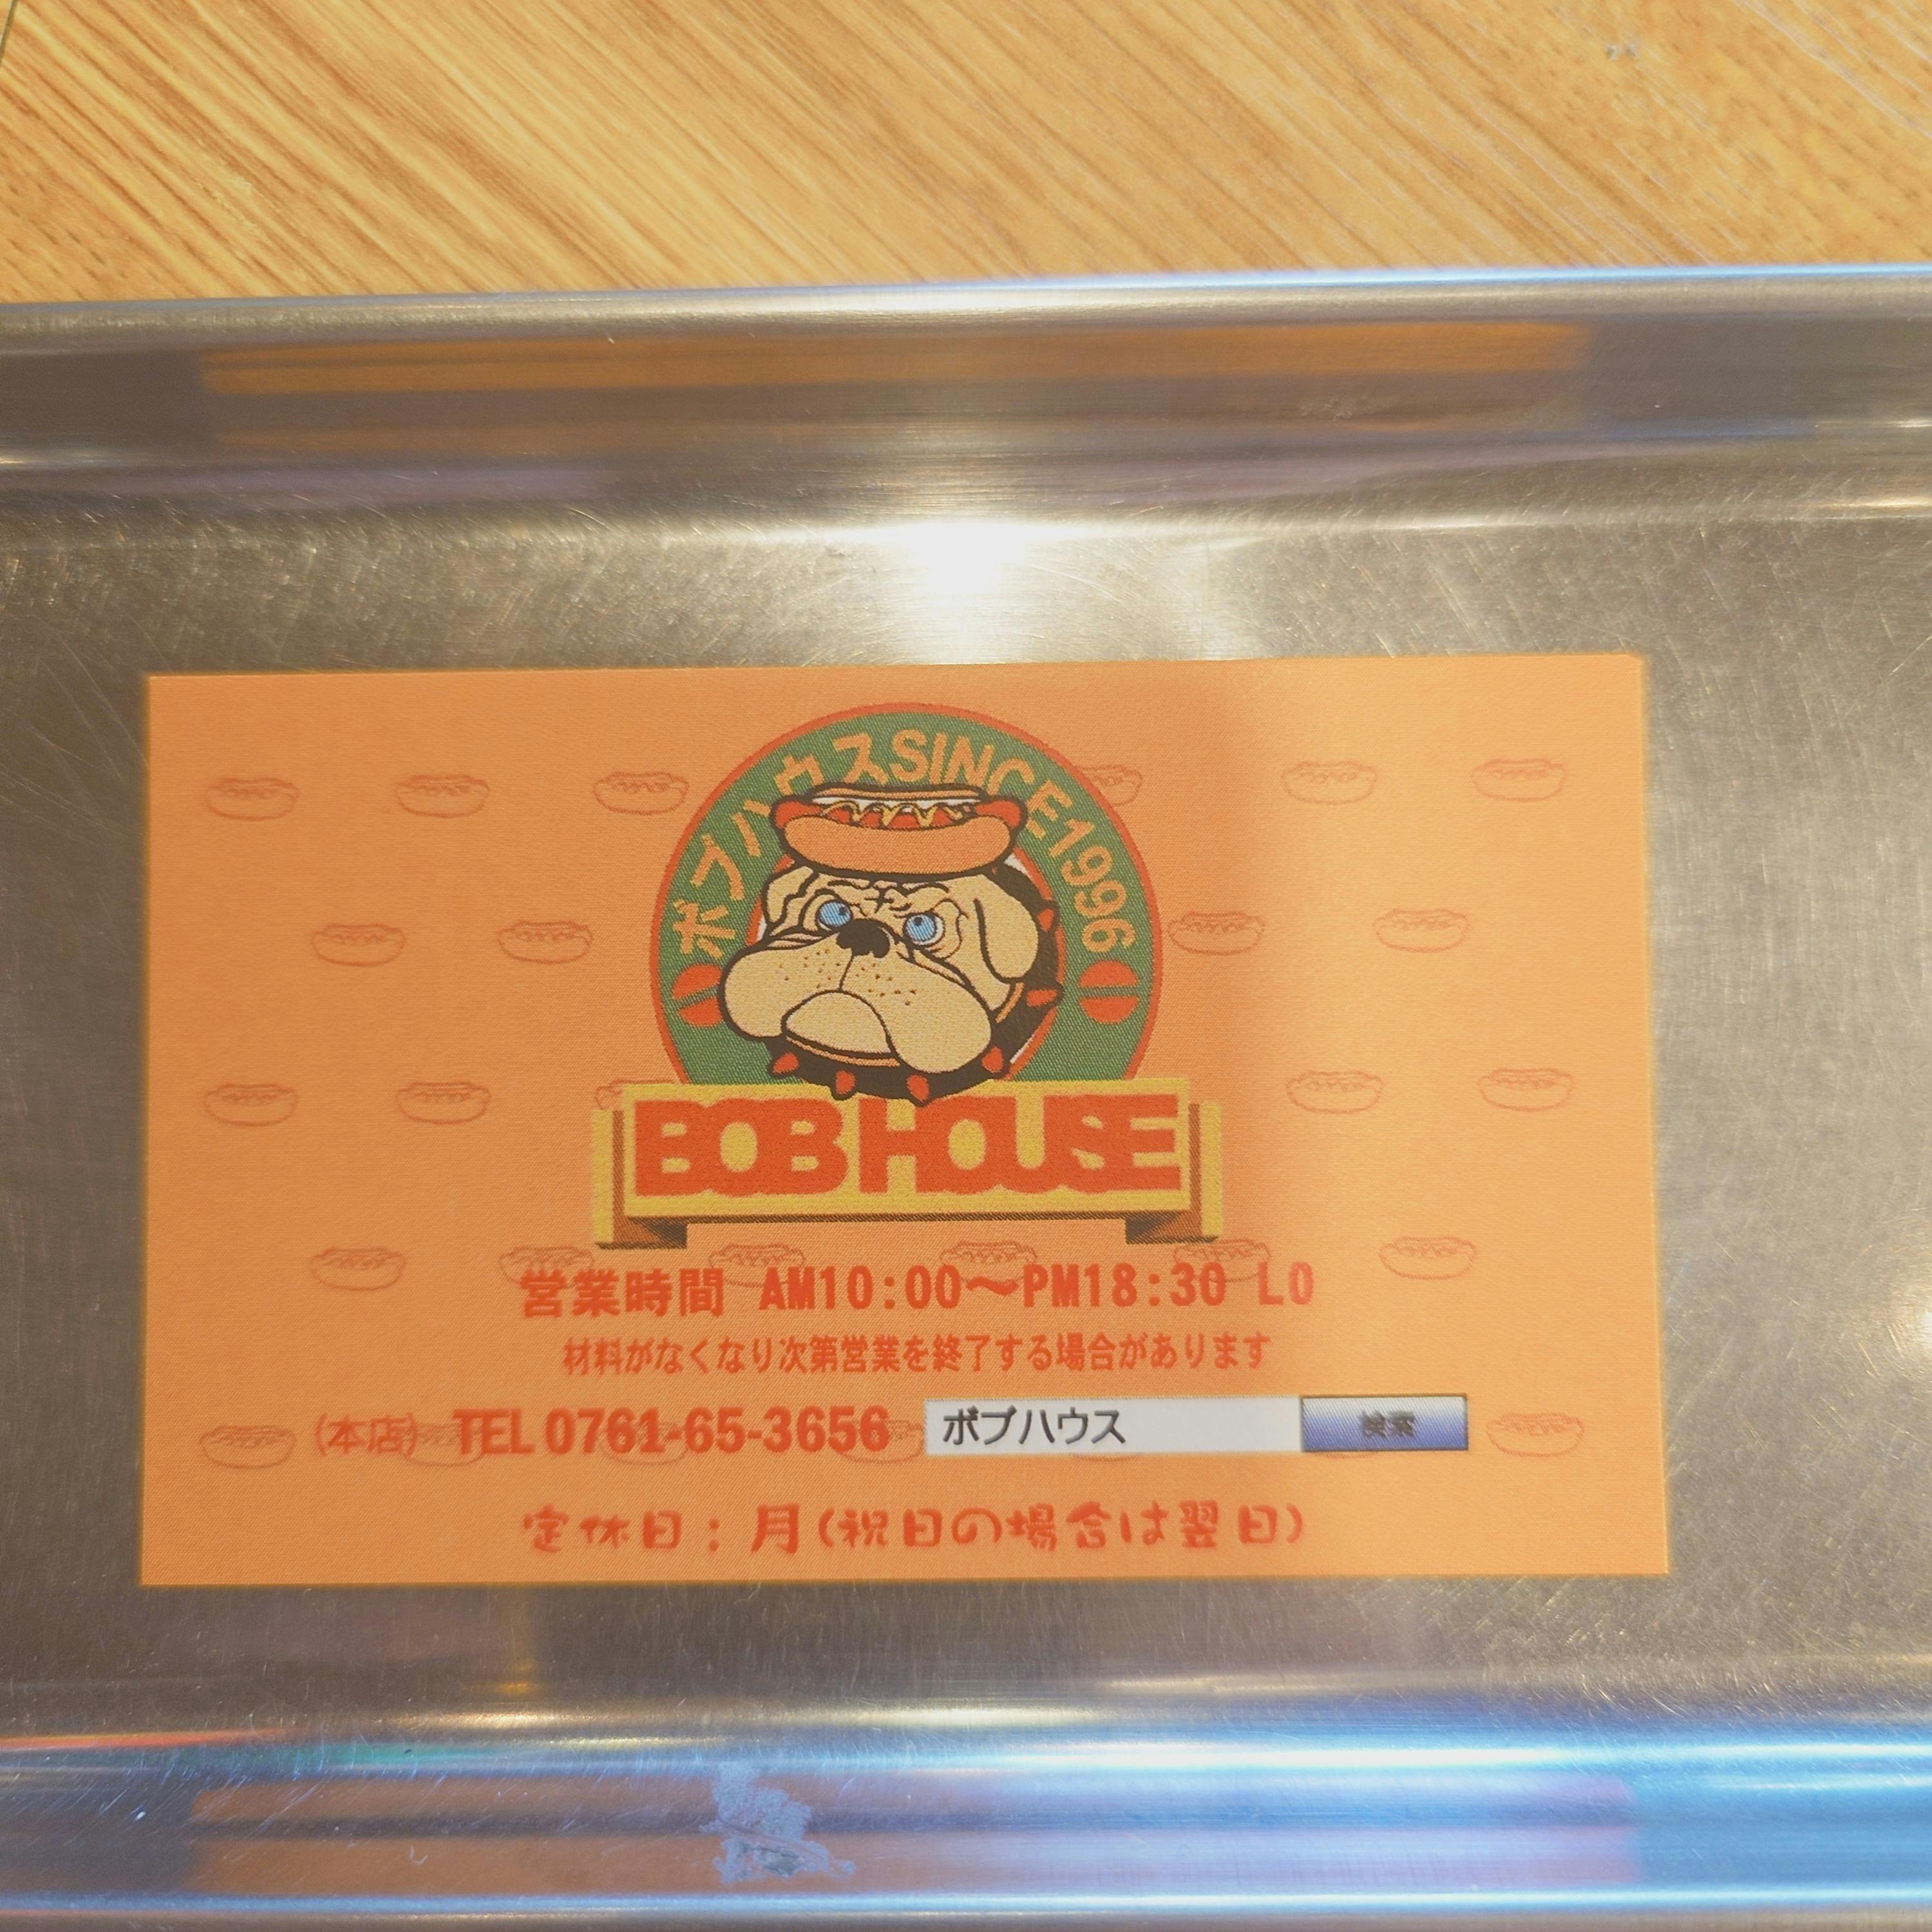 ボブハウスSINCE1996
BOB HOUSE
営業時間 AM10:00〜PM18:30 LO
材料がなくなり次第営業を終了する場合があります
(本店) TEL 0761-65-3656 ボブハウス 検索
定休日：月(祝日の場合は翌日)